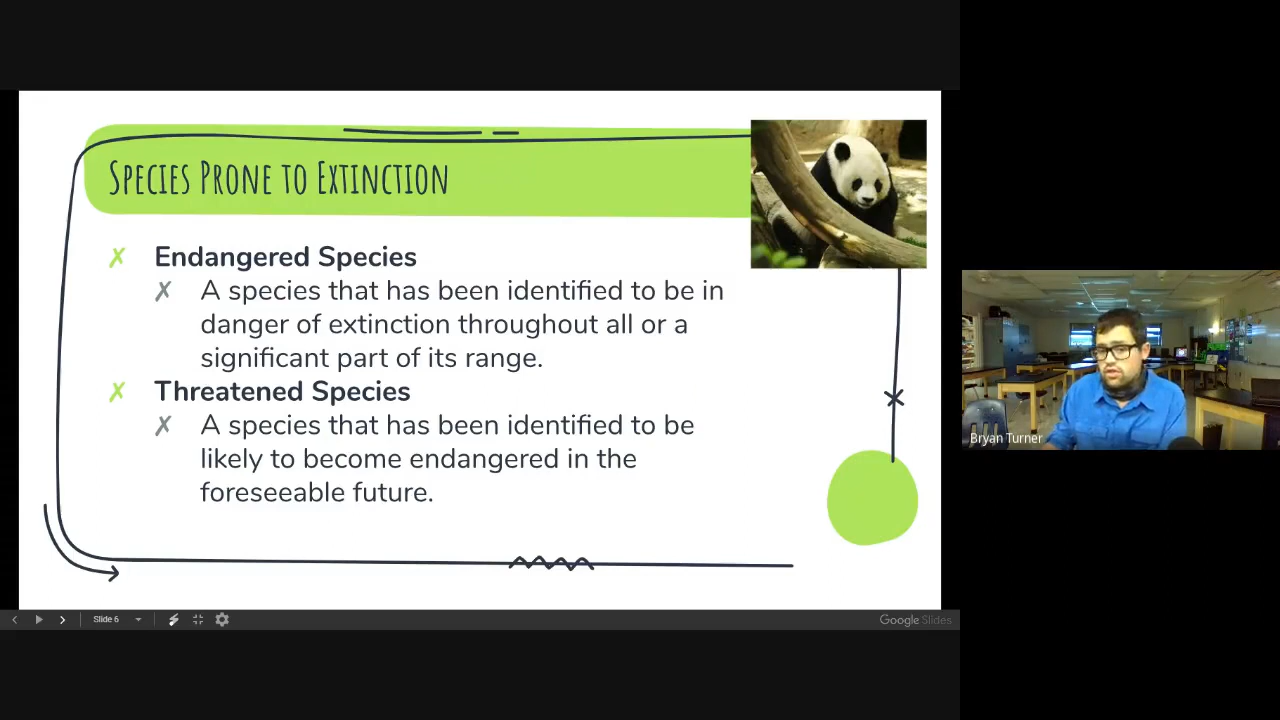 Species Prone to Extinction
✗ Endangered Species
✗ A species that has been identified to be in
danger of extinction throughout all or a
significant part of its range.
✗ Threatened Species
✗ A species that has been identified to be
likely to become endangered in the
foreseeable future.
Slide 6
Google Slides
Bryan Turner